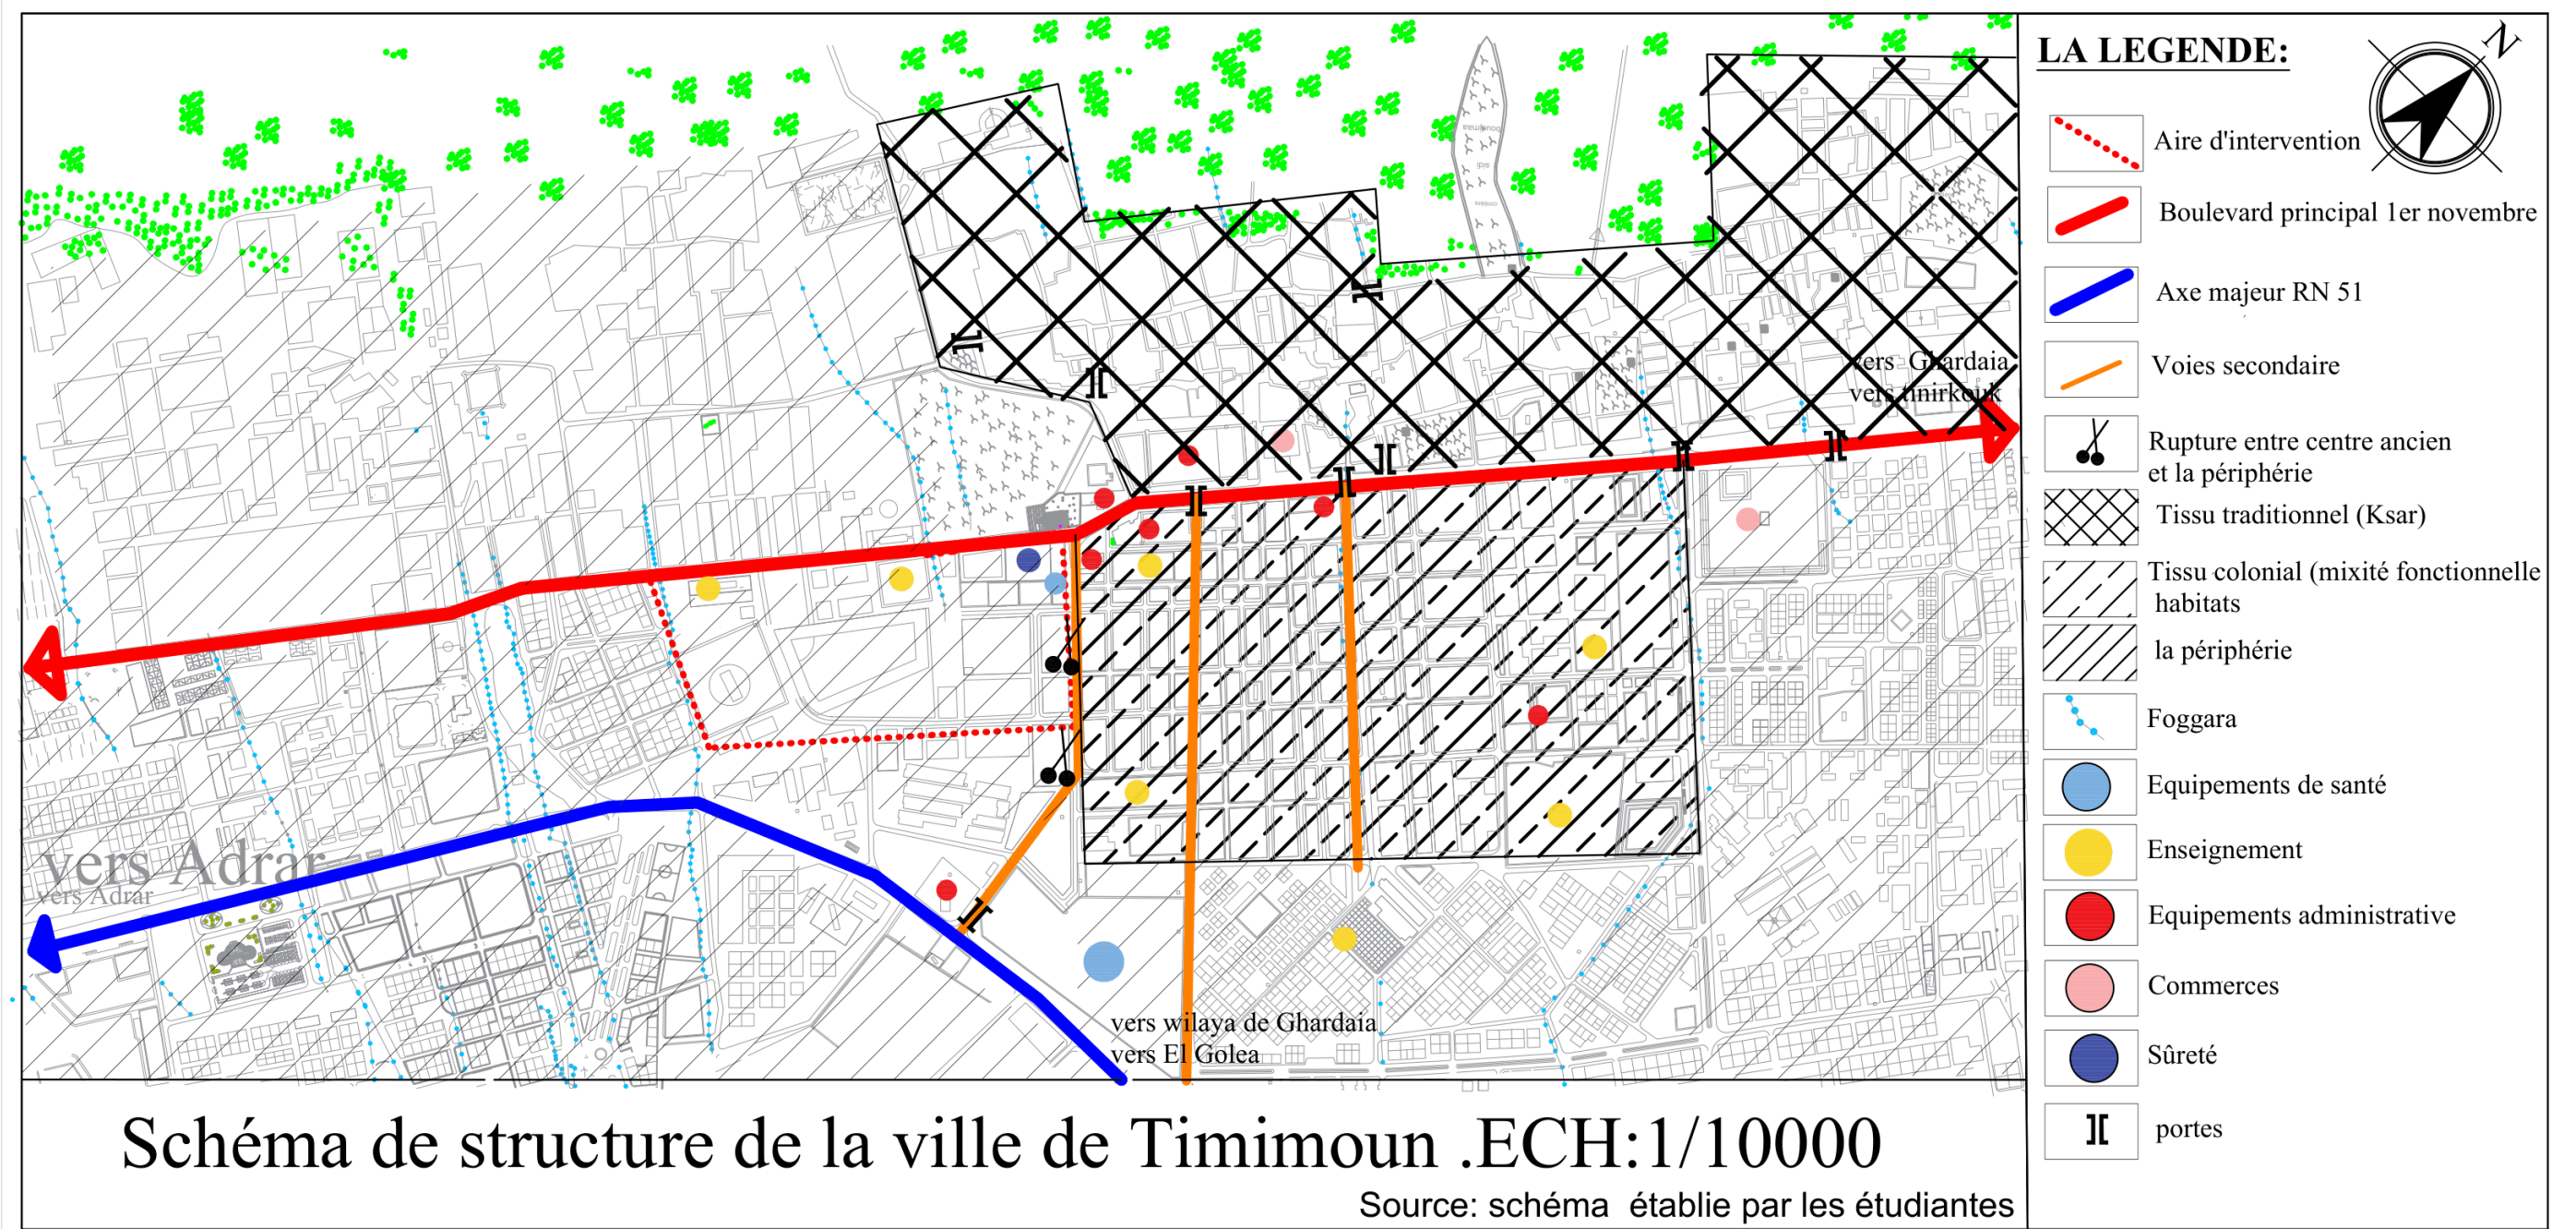 LA LEGENDE:
N
Aire d'intervention
Boulevard principal 1er novembre
Axe majeur RN 51
Voies secondaire
Rupture entre centre ancien
et la périphérie
Tissu traditionnel (Ksar)
Tissu colonial (mixité fonctionnelle
habitats
la périphérie
Foggara
Equipements de santé
Enseignement
Equipements administrative
Commerces
Sûreté
portes
vers Ghardaia
vers tinirkouk
vers Adrar
vers Adrar
vers wilaya de Ghardaia
vers El Golea
Schéma de structure de la ville de Timimoun .ECH:1/10000
Source: schéma établie par les étudiantes